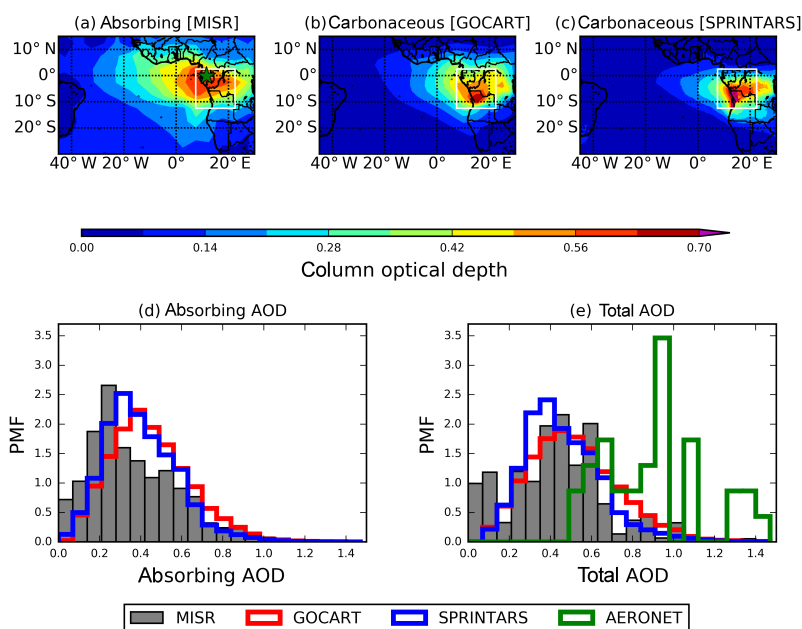 (a) Absorbing [MISR] (b) Carbonaceous [GOCART] (c) Carbonaceous [SPRINTARS]
10° N 10° N 10° N
0° 0° 0°
10° S 10° S 10° S
20° S 20° S 20° S
40° W 20° W 0° 20° E 40° W 20° W 0° 20° E 40° W 20° W 0° 20° E
0.00 0.14 0.28 0.42 0.56 0.70
Column optical depth
(d) Absorbing AOD (e) Total AOD
3.5 3.5
3.0 3.0
2.5 2.5
2.0 2.0
1.5 1.5
1.0 1.0
0.5 0.5
0.0 0.0
PMF PMF
0.0 0.2 0.4 0.6 0.8 1.0 1.2 1.4 0.0 0.2 0.4 0.6 0.8 1.0 1.2 1.4
Absorbing AOD Total AOD
MISR GOCART SPRINTARS AERONET